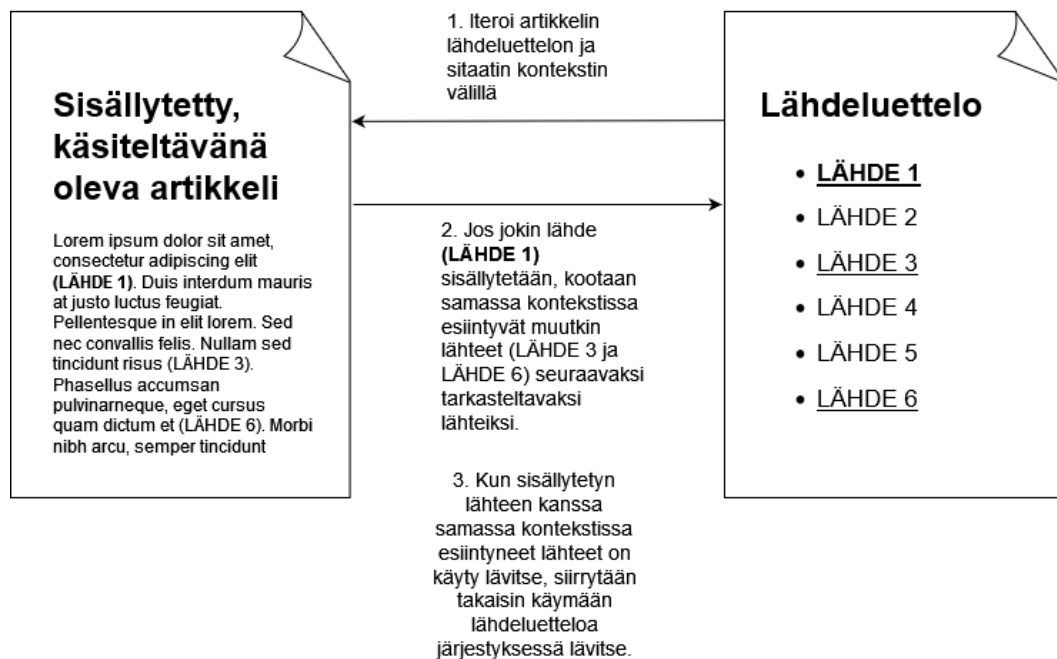 Sisällytetty,
käsiteltävänä
oleva artikkeli
Lorem ipsum dolor sit amet,
consectetur adipiscing elit
(LÄHDE 1). Duis interdum mauris
at justo luctus feugiat.
Pellentesque in elit lorem. Sed
nec convallis felis. Nullam sed
tincidunt risus (LÄHDE 3).
Phasellus accumsan
pulvinarneque, eget cursus
quam dictum et (LÄHDE 6). Morbi
nibh arcu, semper tincidunt
1. Iteroi artikkelin
lähdeluettelon ja
sitaatin kontekstin
välillä
2. Jos jokin lähde
(LÄHDE 1)
sisällytetään, kootaan
samassa kontekstissa
esiintyvät muutkin
lähteet (LÄHDE 3 ja
LÄHDE 6) seuraavaksi
tarkasteltavaksi
lähteiksi.
3. Kun sisällytetyn
lähteen kanssa
samassa kontekstissa
esiintyneet lähteet on
käyty lävitse, siirrytään
takaisin käymään
lähdeluetteloa
järjestyksessä lävitse.
Lähdeluettelo
• LÄHDE 1
• LÄHDE 2
• LÄHDE 3
• LÄHDE 4
• LÄHDE 5
• LÄHDE 6